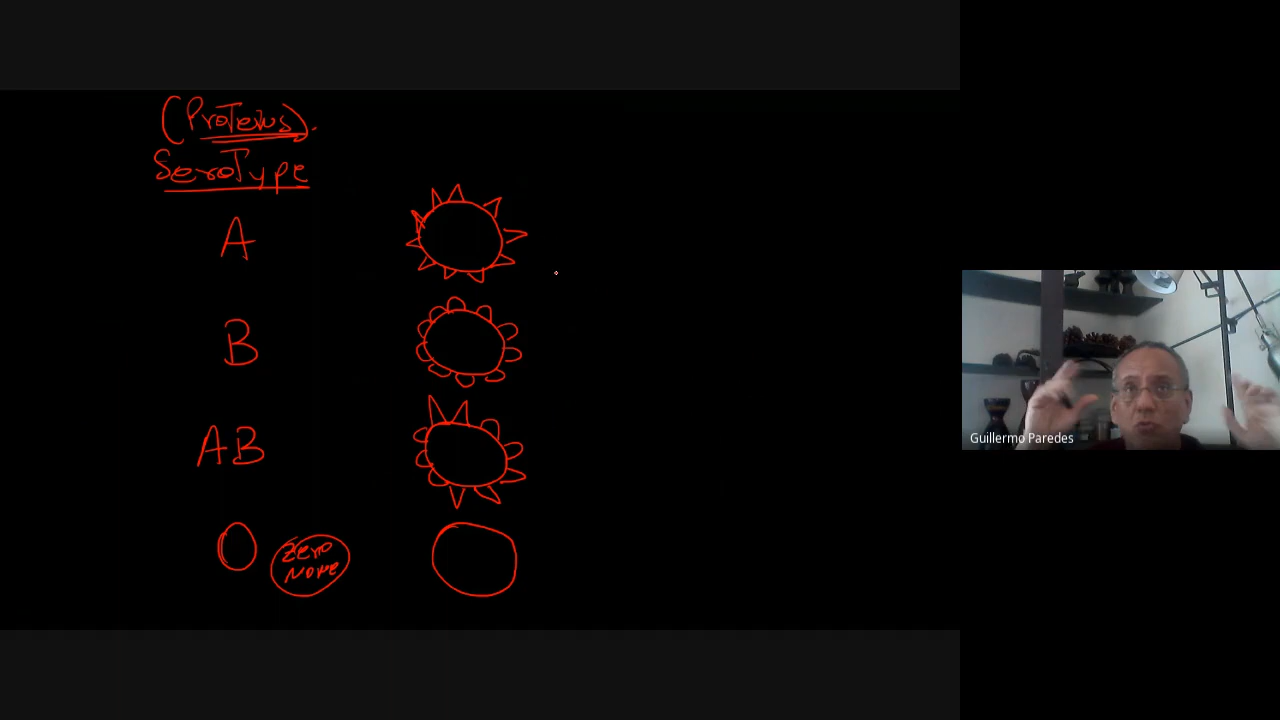 (Proteins).
SeroType
A
B
AB
O
Zero
None
Guillermo Paredes